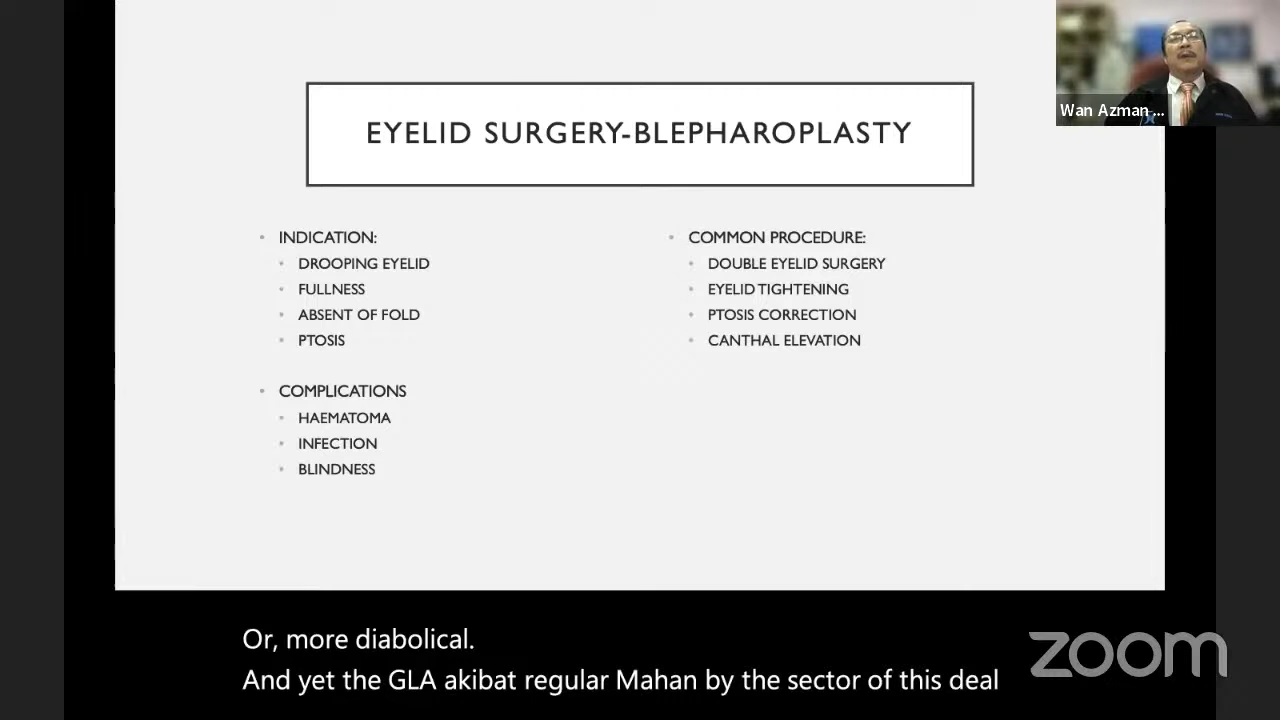 EYELID SURGERY-BLEPHAROPLASTY
INDICATION:
DROOPING EYELID
FULLNESS
ABSENT OF FOLD
PTOSIS
COMPLICATIONS
HAEMATOMA
INFECTION
BLINDNESS
COMMON PROCEDURE:
DOUBLE EYELID SURGERY
EYELID TIGHTENING
PTOSIS CORRECTION
CANTHAL ELEVATION
Wan Azman ...
Or, more diabolical.
And yet the GLA akibat regular Mahan by the sector of this deal
zoom